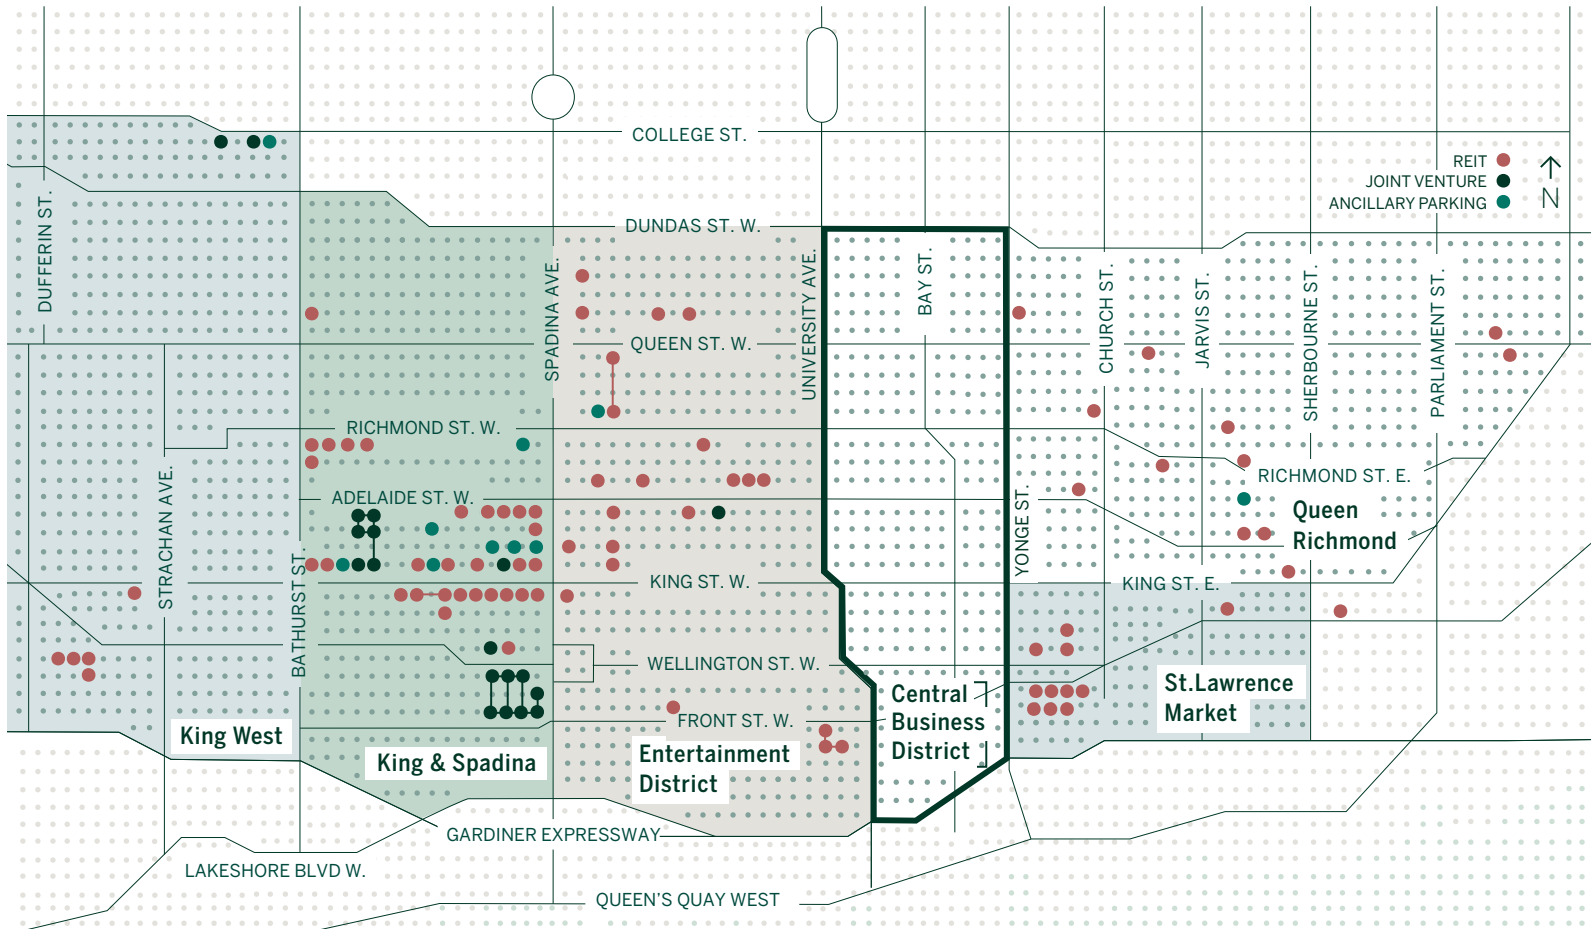 COLLEGE ST.
REIT
JOINT VENTURE
ANCILLARY PARKING
N
DUFFERIN ST.
DUNDAS ST. W.
SPADINA AVE.
UNIVERSITY AVE.
BAY ST.
CHURCH ST.
JARVIS ST.
SHERBOURNE ST.
PARLIAMENT ST.
QUEEN ST. W.
RICHMOND ST. W.
RICHMOND ST. E.
ADELAIDE ST. W.
STRACHAN AVE.
BATHURST ST.
YONGE ST.
Queen
Richmond
KING ST. W.
KING ST. E.
WELLINGTON ST. W.
Central
Business
District
St.Lawrence
Market
FRONT ST. W.
King West
King & Spadina
Entertainment
District
GARDINER EXPRESSWAY
LAKESHORE BLVD W.
QUEEN'S QUAY WEST